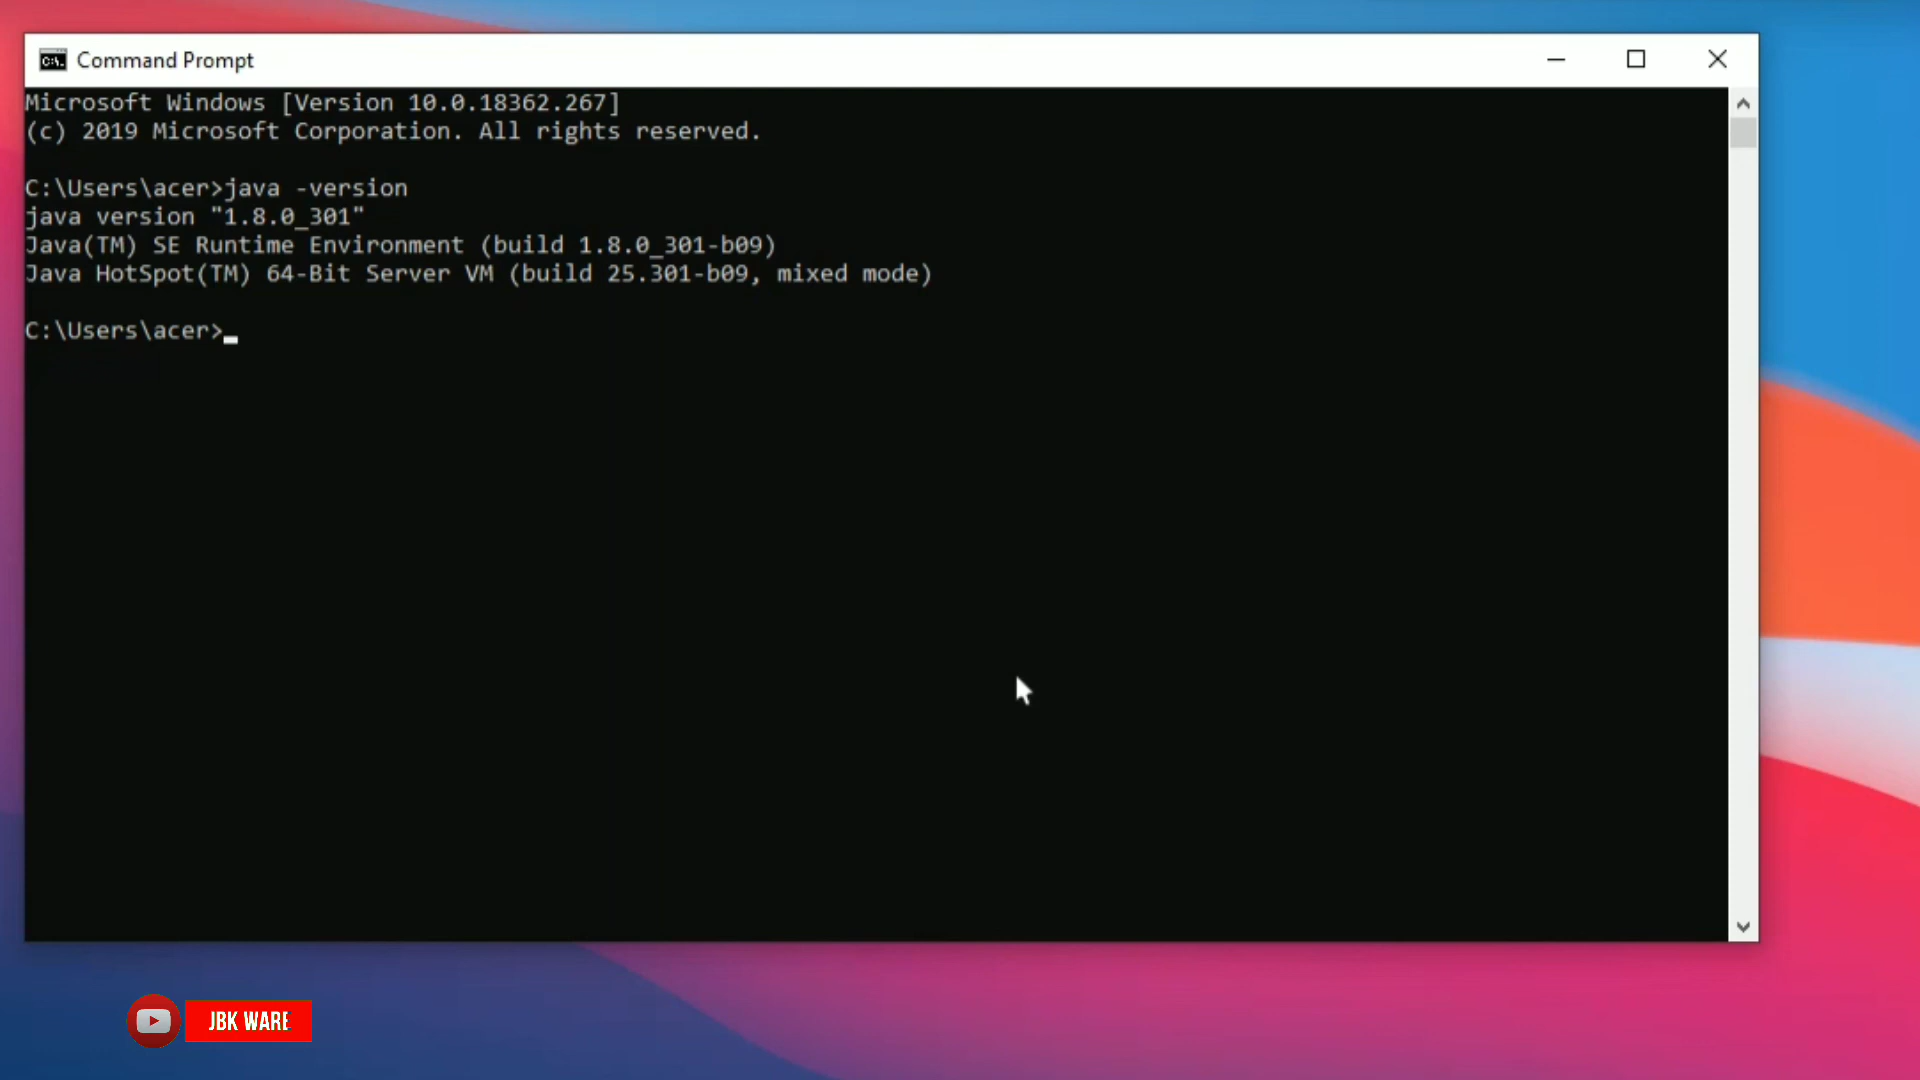 Command Prompt
Microsoft Windows [Version 10.0.18362.267]
(c) 2019 Microsoft Corporation. All rights reserved.
C:\Users\acer>java -version
java version "1.8.0_301"
Java(TM) SE Runtime Environment (build 1.8.0_301-b09)
Java HotSpot(TM) 64-Bit Server VM (build 25.301-b09, mixed mode)
C:\Users\acer>
JBK WARE